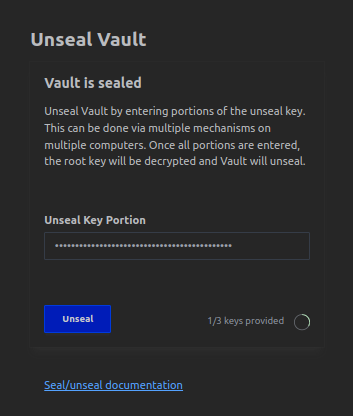 Unseal Vault
Vault is sealed
Unseal Vault by entering portions of the unseal key.
This can be done via multiple mechanisms on
multiple computers. Once all portions are entered,
the root key will be decrypted and Vault will unseal.
Unseal Key Portion
••••••••••••••••••••••••••••••••••••••••••••
Unseal
1/3 keys provided
Seal/unseal documentation